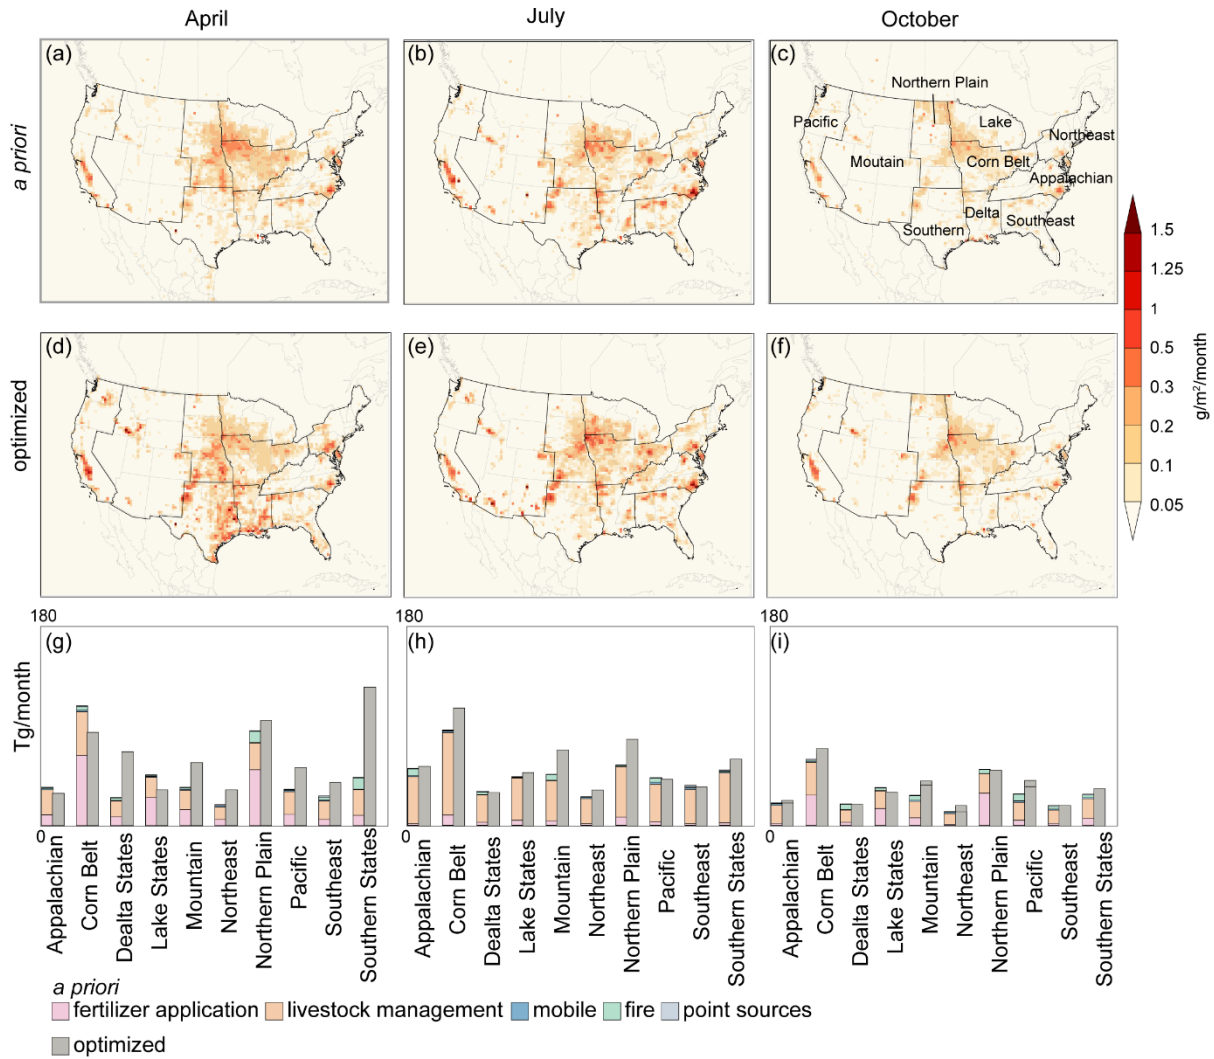 April
July
October
a priori
(a)
(b)
(c)
Northern Plain
Pacific
Lake
Northeast
Moutain
Corn Belt
Appalachian
Delta
Southeast
Southern
optimized
(d)
(e)
(f)
1.5
1.25
1
0.5
0.3
0.2
0.1
0.05
g/m²/month
180
180
180
(g)
(h)
(i)
Tg/month
0
0
0
Appalachian
Corn Belt
Dealta States
Lake States
Mountain
Northeast
Northern Plain
Pacific
Southeast
Southern States
Appalachian
Corn Belt
Dealta States
Lake States
Mountain
Northeast
Northern Plain
Pacific
Southeast
Southern States
Appalachian
Corn Belt
Dealta States
Lake States
Mountain
Northeast
Northern Plain
Pacific
Southeast
Southern States
a priori
fertilizer application livestock management mobile fire point sources
optimized